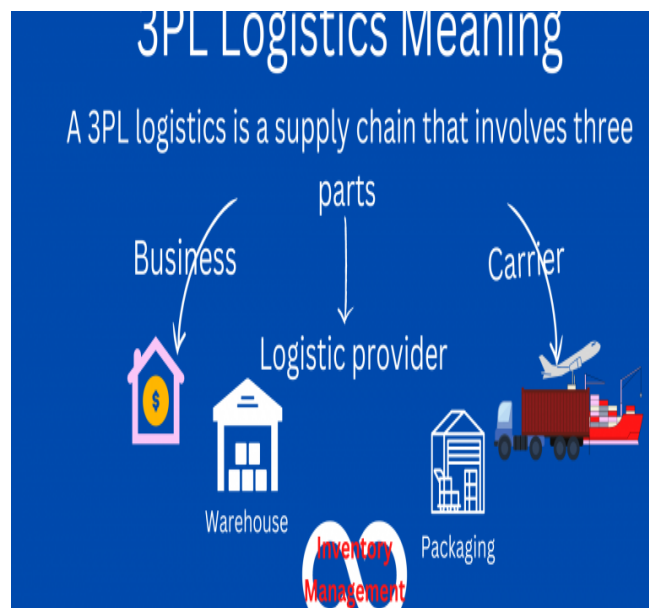 3PL Logistics Meaning
A 3PL logistics is a supply chain that involves three
parts
Business
Carrier
Logistic provider
$
Warehouse
Packaging
Inventory
Management